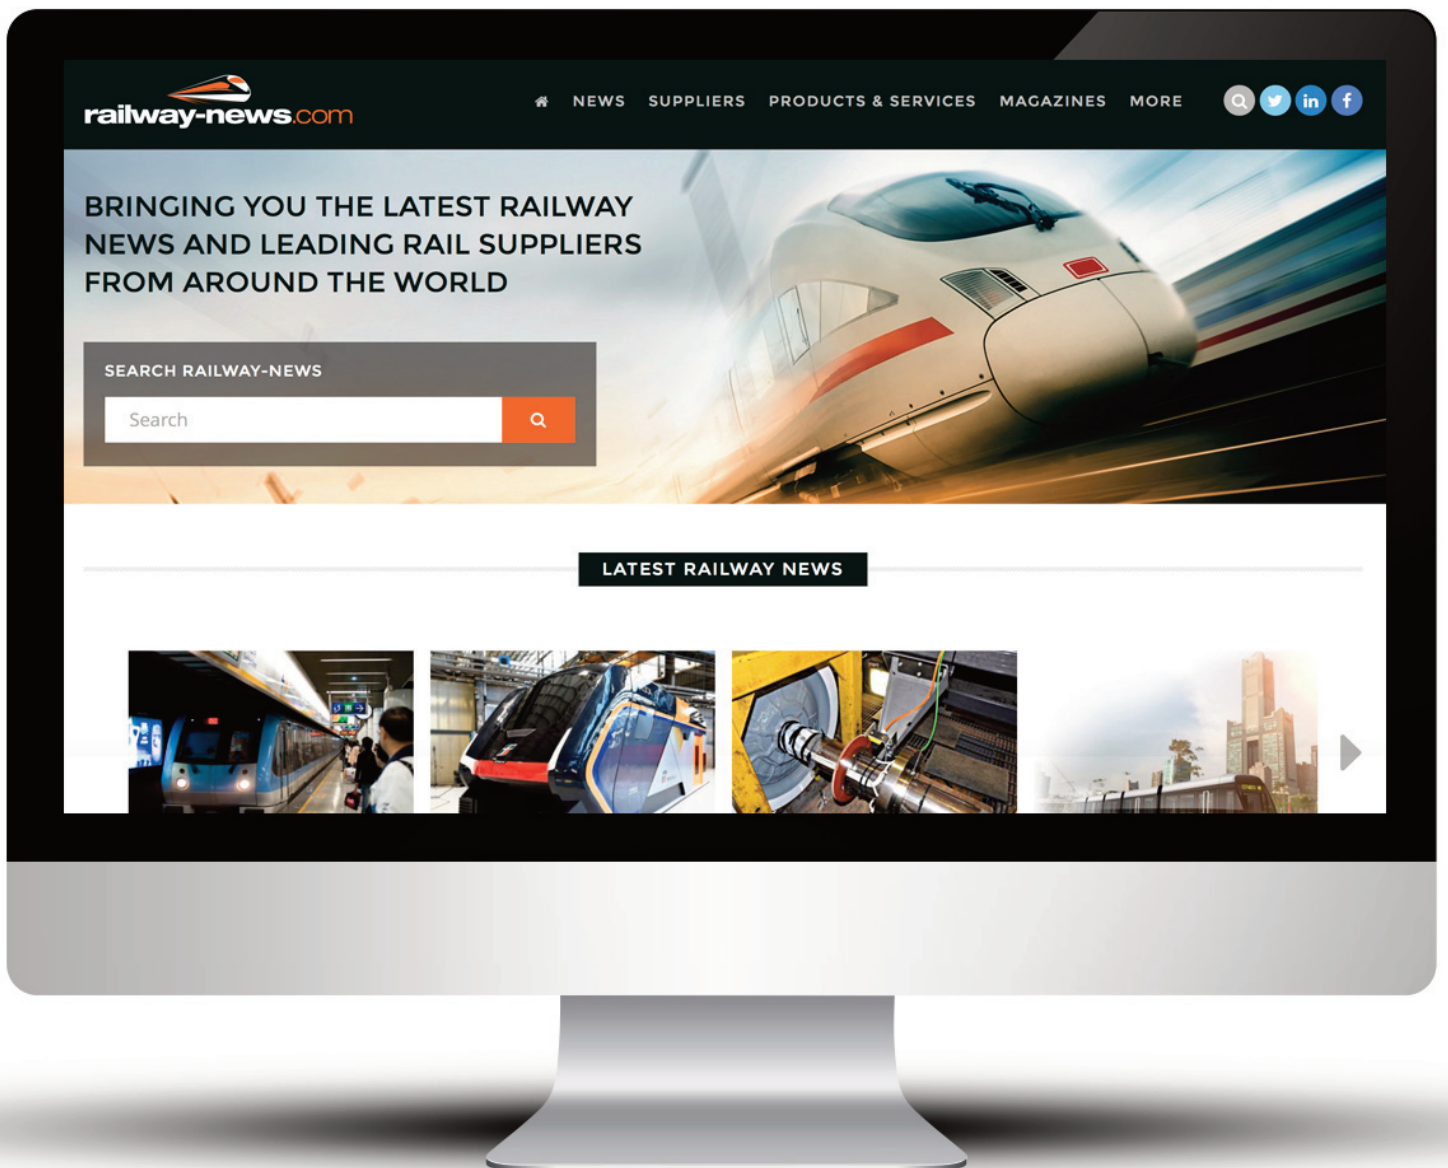 railway-news.com
NEWS SUPPLIERS PRODUCTS & SERVICES MAGAZINES MORE
in f
BRINGING YOU THE LATEST RAILWAY
NEWS AND LEADING RAIL SUPPLIERS
FROM AROUND THE WORLD
SEARCH RAILWAY-NEWS
Search
LATEST RAILWAY NEWS